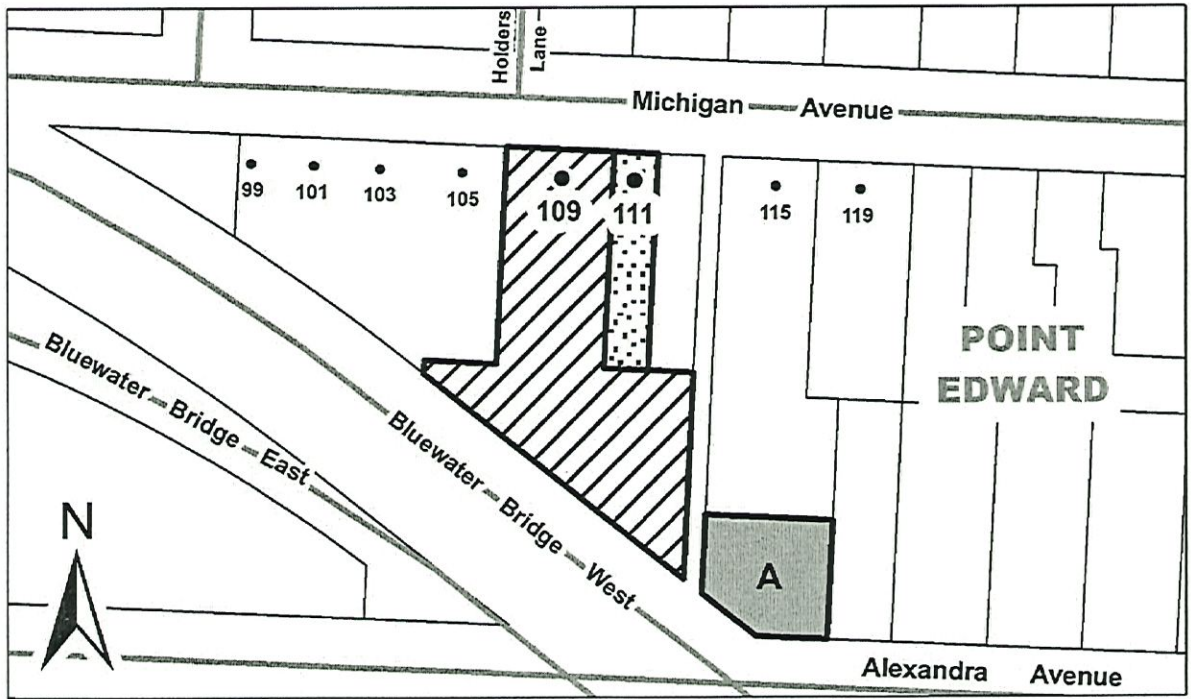 Holders
Lane
Michigan Avenue
99
101
103
105
109
111
115
119
POINT
EDWARD
Bluewater Bridge East
Bluewater Bridge West
N
A
Alexandra Avenue